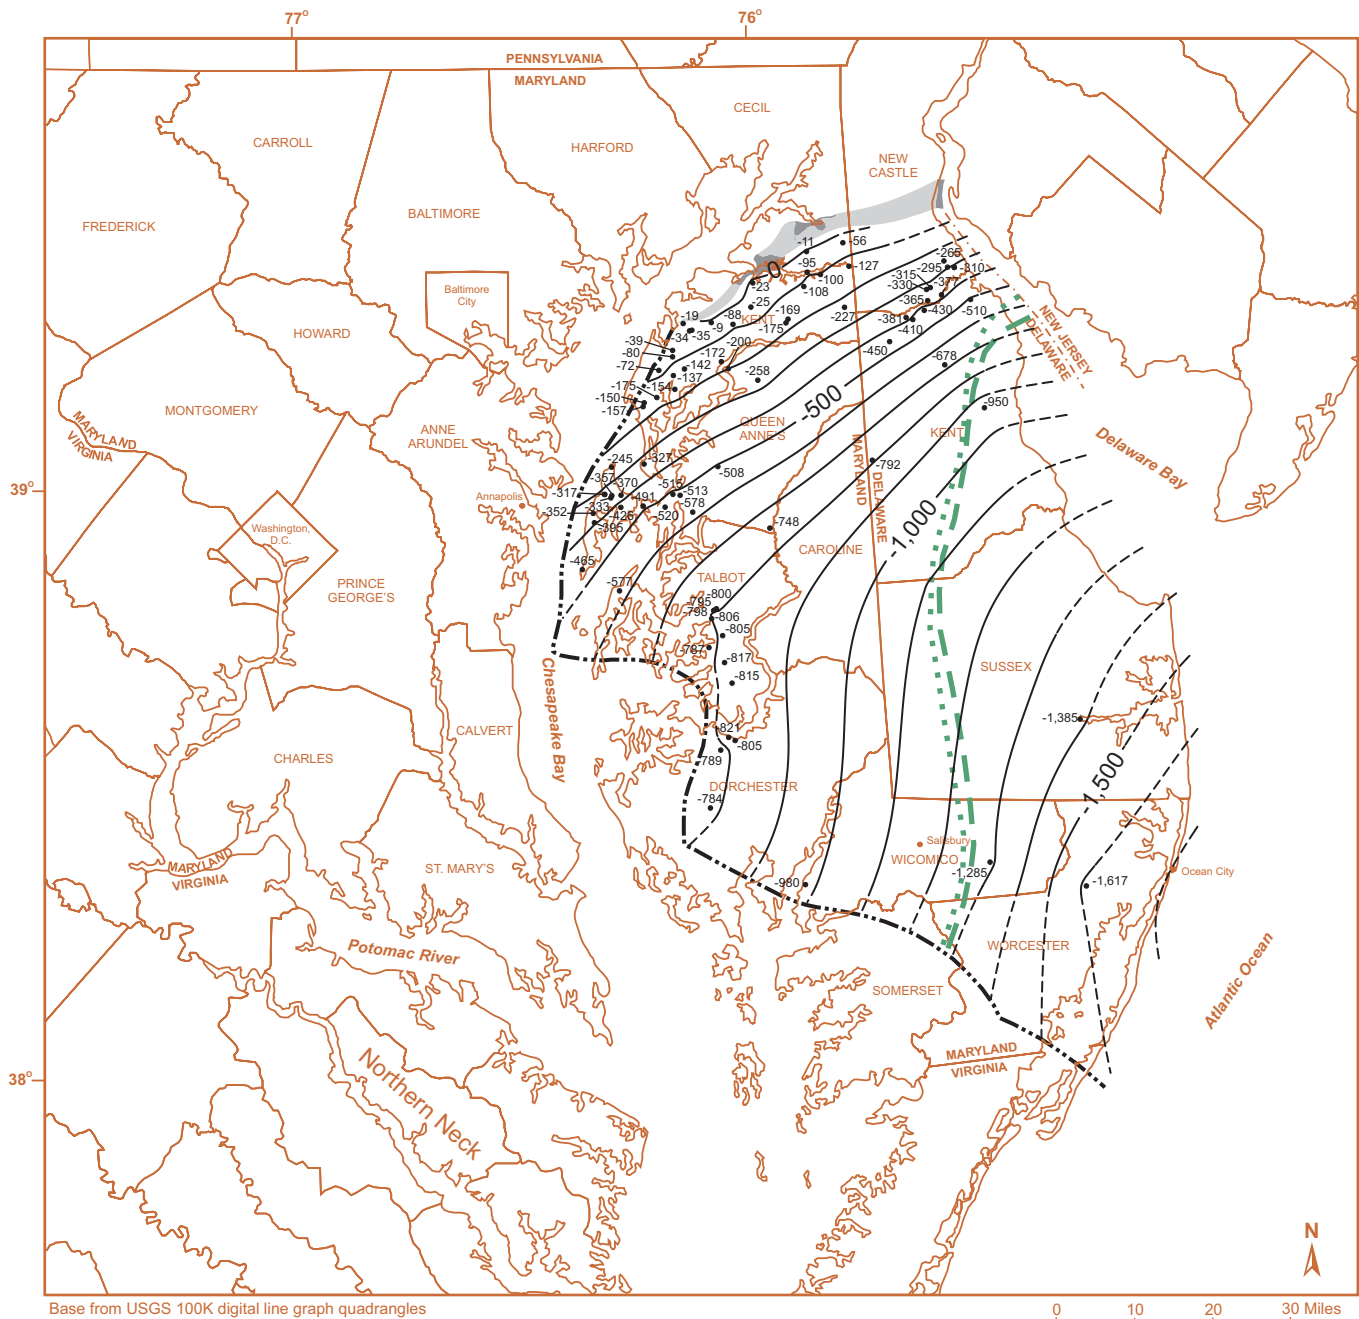 77°
76°
PENNSYLVANIA
MARYLAND
CECIL
CARROLL
HARFORD
NEW
CASTLE
BALTIMORE
FREDERICK
-11
-56
-265
-95
-127
-295
-310
0
-100
-315
-377
-23
-108
-330
Baltimore
City
-25
-365
-169
-227
-430
-510
-19
-88
KENT
-381
NEW JERSEY
DELAWARE
-9
-175
-410
HOWARD
-34
-35
-39
-200
-80
-172
-450
-678
-72
-142
-137
-258
-175
-154
-150
-157
-500
-950
MONTGOMERY
MARYLAND
VIRGINIA
ANNE
ARUNDEL
QUEEN
ANNE'S
KENT
MARYLAND
DELAWARE
Delaware Bay
-245
-327
-792
-508
-357
-370
39°
-317
-491
-515
-513
Annapolis
-333
-578
-352
-426
-520
-395
-748
-1,000
Washington,
D.C.
CAROLINE
-465
TALBOT
-577
PRINCE
GEORGE'S
-800
-795
-798
-806
-805
-787
-817
SUSSEX
-815
Chesapeake Bay
-1,385
CALVERT
-821
-805
CHARLES
-789
-1,500
DORCHESTER
-784
Salisbury
MARYLAND
VIRGINIA
ST. MARY'S
WICOMICO
Ocean City
-1,285
-980
-1,617
Potomac River
WORCESTER
Atlantic Ocean
SOMERSET
MARYLAND
VIRGINIA
38°
Northern Neck
N
Base from USGS 100K digital line graph quadrangles
0 10 20 30 Miles